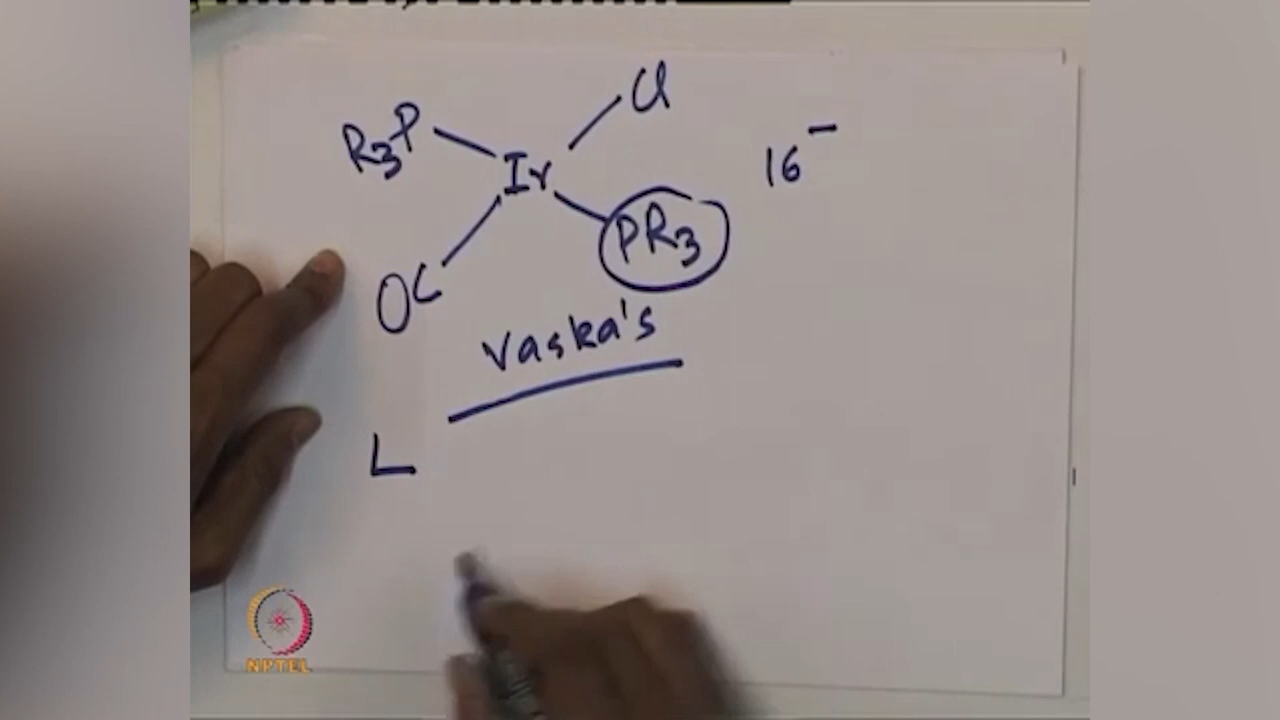 Cl
R₃P Ir 16⁻
PR₃
OC
Vaska's
L
NPTEL